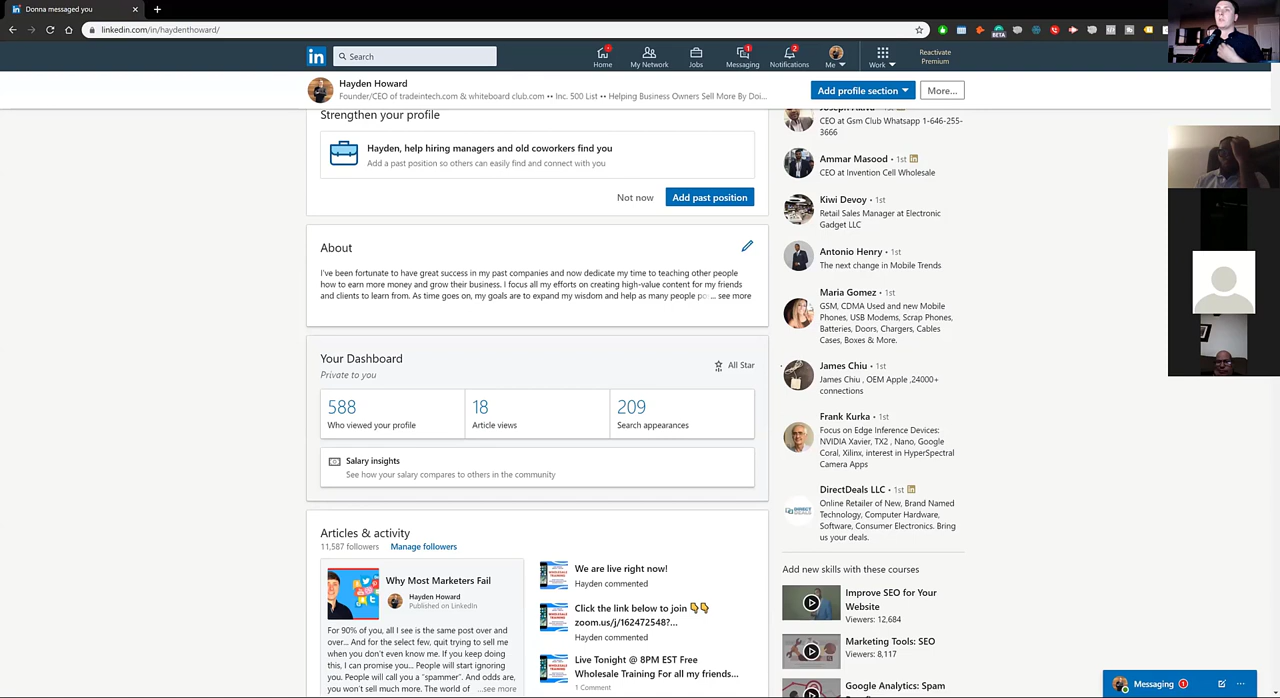 Donna messaged you
linkedin.com/in/haydenthoward/
BETA
in
Search
Home
My Network
Jobs
1
Messaging
2
Notifications
Me
Work
Reactivate
Premium
Hayden Howard
Founder/CEO of tradeintech.com & whiteboard club.com •• Inc. 500 List •• Helping Business Owners Sell More By Doi...
Add profile section
More...
Strengthen your profile
Hayden, help hiring managers and old coworkers find you
Add a past position so others can easily find and connect with you
Not now
Add past position
About
I've been fortunate to have great success in my past companies and now dedicate my time to teaching other people
how to earn more money and grow their business. I focus all my efforts on creating high-value content for my friends
and clients to learn from. As time goes on, my goals are to expand my wisdom and help as many people po... see more
Your Dashboard
Private to you
All Star
588
Who viewed your profile
18
Article views
209
Search appearances
Salary insights
See how your salary compares to others in the community
Articles & activity
11,587 followers
Manage followers
Why Most Marketers Fail
Hayden Howard
Published on LinkedIn
For 90% of you, all I see is the same post over and
over... And for the select few, quit trying to sell me
when you don't even know me. If you keep doing
this, I can promise you... People will start ignoring
you. People will call you a "spammer". And odds are,
you won't sell much more. The world of ...see more
We are live right now!
Hayden commented
Click the link below to join 👇👇
zoom.us/j/162472548?...
Hayden commented
Live Tonight @ 8PM EST Free
Wholesale Training For all my friends...
1 Comment
CEO at Gsm Club Whatsapp 1-646-255-
3666
Ammar Masood • 1st
CEO at Invention Cell Wholesale
Kiwi Devoy • 1st
Retail Sales Manager at Electronic
Gadget LLC
Antonio Henry • 1st
The next change in Mobile Trends
Maria Gomez • 1st
GSM, CDMA Used and new Mobile
Phones, USB Modems, Scrap Phones,
Batteries, Doors, Chargers, Cables
Cases, Boxes & More.
James Chiu • 1st
James Chiu , OEM Apple ,24000+
connections
Frank Kurka • 1st
Focus on Edge Inference Devices:
NVIDIA Xavier, TX2 , Nano, Google
Coral, Xilinx, interest in HyperSpectral
Camera Apps
DirectDeals LLC • 1st
Online Retailer of New, Brand Named
Technology, Computer Hardware,
Software, Consumer Electronics. Bring
us your deals.
Add new skills with these courses
Improve SEO for Your
Website
Viewers: 12,684
Marketing Tools: SEO
Viewers: 8,117
Google Analytics: Spam
Messaging
1